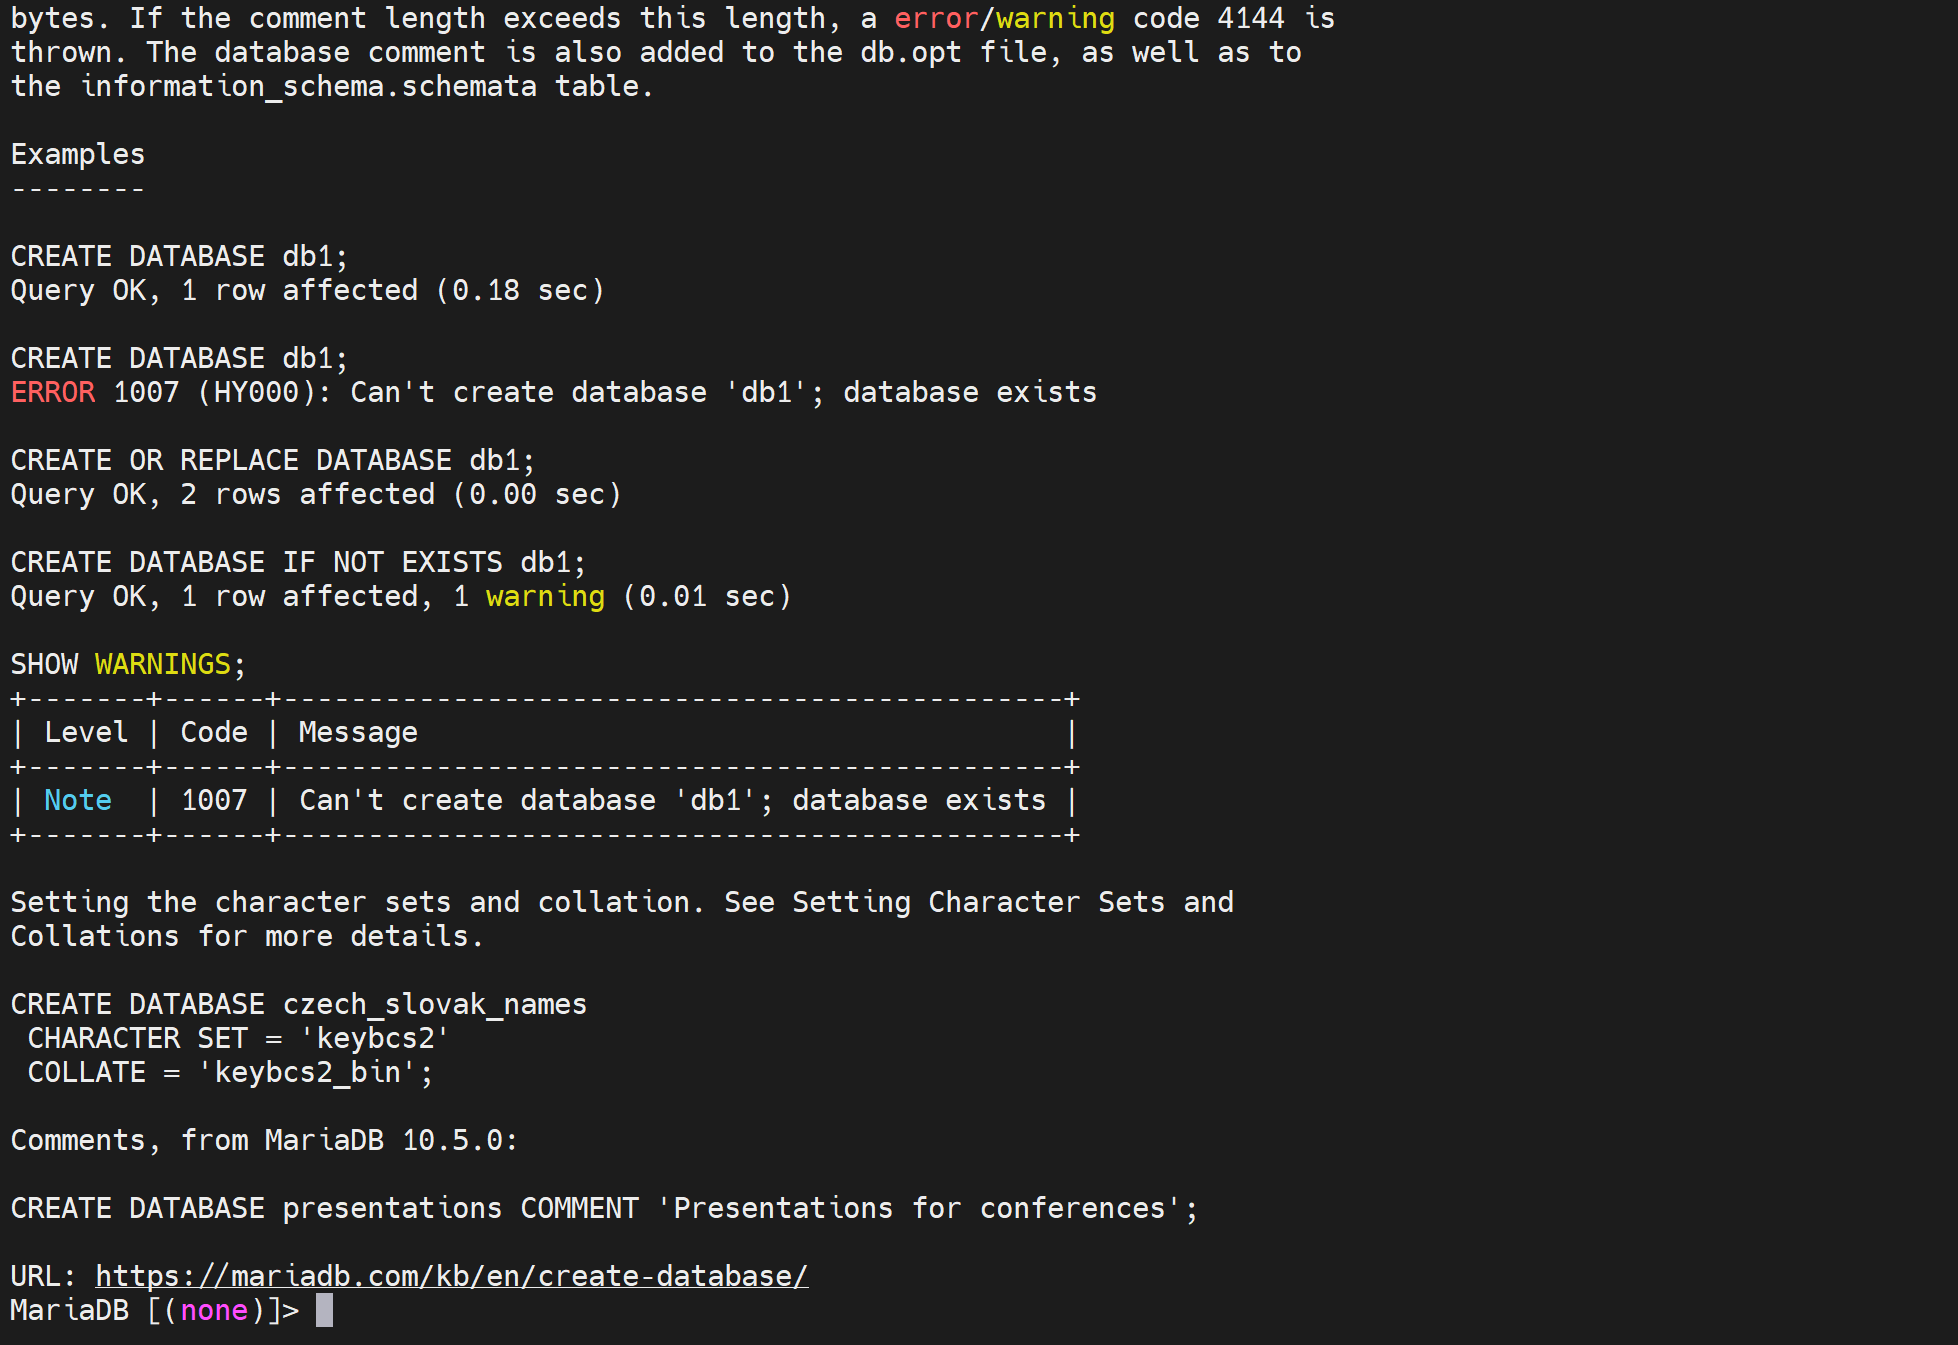 bytes. If the comment length exceeds this length, a error/warning code 4144 is
thrown. The database comment is also added to the db.opt file, as well as to
the information_schema.schemata table.

Examples
--------

CREATE DATABASE db1;
Query OK, 1 row affected (0.18 sec)

CREATE DATABASE db1;
ERROR 1007 (HY000): Can't create database 'db1'; database exists

CREATE OR REPLACE DATABASE db1;
Query OK, 2 rows affected (0.00 sec)

CREATE DATABASE IF NOT EXISTS db1;
Query OK, 1 row affected, 1 warning (0.01 sec)

SHOW WARNINGS;
+-------+------+----------------------------------------------+
| Level | Code | Message                                      |
+-------+------+----------------------------------------------+
| Note  | 1007 | Can't create database 'db1'; database exists |
+-------+------+----------------------------------------------+

Setting the character sets and collation. See Setting Character Sets and
Collations for more details.

CREATE DATABASE czech_slovak_names
 CHARACTER SET = 'keybcs2'
 COLLATE = 'keybcs2_bin';

Comments, from MariaDB 10.5.0:

CREATE DATABASE presentations COMMENT 'Presentations for conferences';

URL: https://mariadb.com/kb/en/create-database/
MariaDB [(none)]>